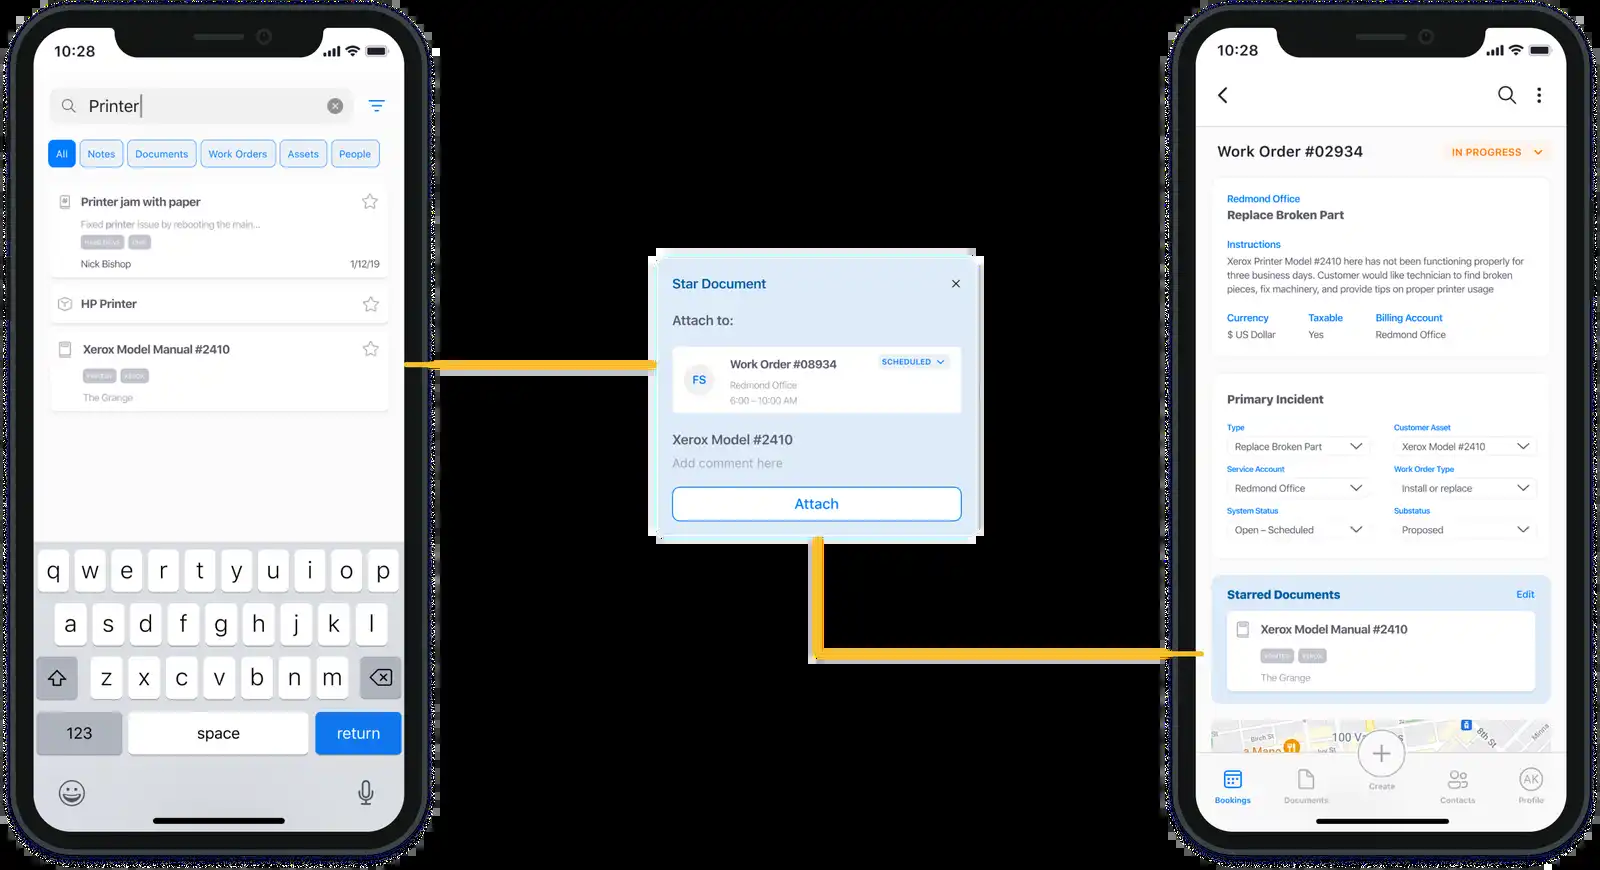 10:28
Printer
All
Notes
Documents
Work Orders
Assets
People
Printer jam with paper
Fixed printer issue by rebooting the main...
Nick Bishop
1/12/19
HP Printer
Xerox Model Manual #2410
The Grange
q w e r t y u i o p
a s d f g h j k l
z x c v b n m
123
space
return
Star Document
Attach to:
FS
Work Order #08934
SCHEDULED
Redmond Office
6:00 – 10:00 AM
Xerox Model #2410
Add comment here
Attach
10:28
Work Order #02934
IN PROGRESS
Redmond Office
Replace Broken Part
Instructions
Xerox Printer Model #2410 here has not been functioning properly for
three business days. Customer would like technician to find broken
pieces, fix machinery, and provide tips on proper printer usage
Currency
Taxable
Billing Account
$ US Dollar
Yes
Redmond Office
Primary Incident
Type
Customer Asset
Replace Broken Part
Xerox Model #2410
Service Account
Work Order Type
Redmond Office
Install or replace
System Status
Substatus
Open – Scheduled
Proposed
Starred Documents
Edit
Xerox Model Manual #2410
The Grange
Birch St
100 Va
8th St
Minna
a Mano
Create
Bookings
Documents
Contacts
AK
Profile